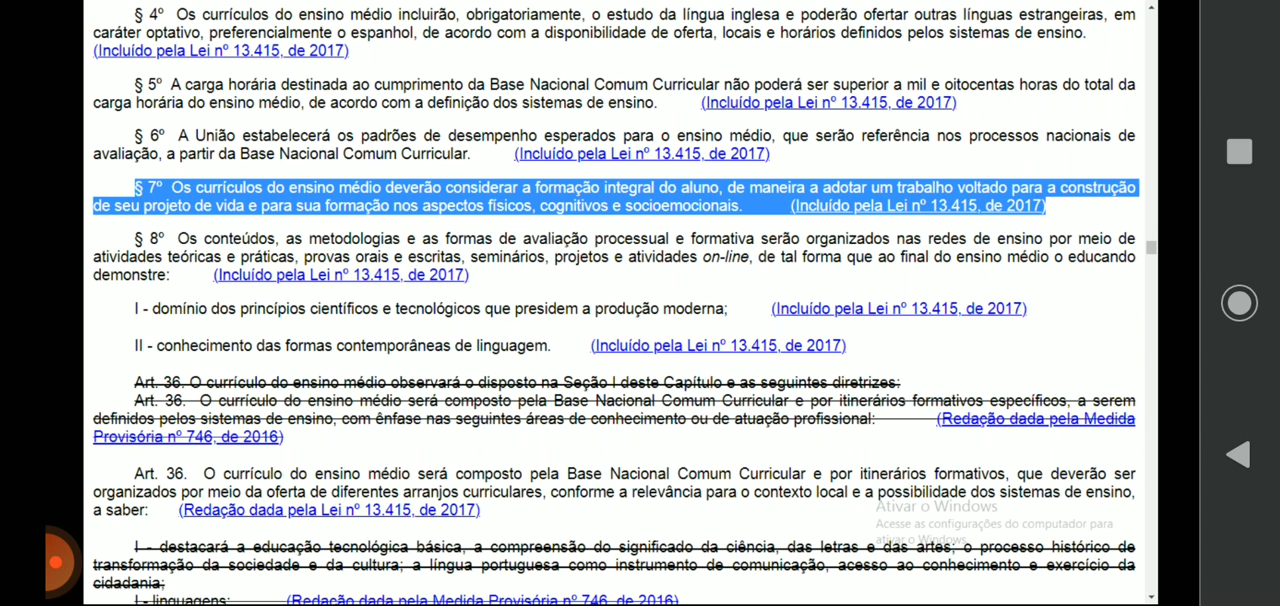 § 4º Os currículos do ensino médio incluirão, obrigatoriamente, o estudo da língua inglesa e poderão ofertar outras línguas estrangeiras, em
caráter optativo, preferencialmente o espanhol, de acordo com a disponibilidade de oferta, locais e horários definidos pelos sistemas de ensino.
(Incluído pela Lei nº 13.415, de 2017)
§ 5º A carga horária destinada ao cumprimento da Base Nacional Comum Curricular não poderá ser superior a mil e oitocentas horas do total da
carga horária do ensino médio, de acordo com a definição dos sistemas de ensino. (Incluído pela Lei nº 13.415, de 2017)
§ 6º A União estabelecerá os padrões de desempenho esperados para o ensino médio, que serão referência nos processos nacionais de
avaliação, a partir da Base Nacional Comum Curricular. (Incluído pela Lei nº 13.415, de 2017)
§ 7º Os currículos do ensino médio deverão considerar a formação integral do aluno, de maneira a adotar um trabalho voltado para a construção
de seu projeto de vida e para sua formação nos aspectos físicos, cognitivos e socioemocionais. (Incluído pela Lei nº 13.415, de 2017)
§ 8º Os conteúdos, as metodologias e as formas de avaliação processual e formativa serão organizados nas redes de ensino por meio de
atividades teóricas e práticas, provas orais e escritas, seminários, projetos e atividades on-line, de tal forma que ao final do ensino médio o educando
demonstre: (Incluído pela Lei nº 13.415, de 2017)
I - domínio dos princípios científicos e tecnológicos que presidem a produção moderna; (Incluído pela Lei nº 13.415, de 2017)
II - conhecimento das formas contemporâneas de linguagem. (Incluído pela Lei nº 13.415, de 2017)
Art. 36. O currículo do ensino médio observará o disposto na Seção I deste Capítulo e as seguintes diretrizes:
Art. 36. O currículo do ensino médio será composto pela Base Nacional Comum Curricular e por itinerários formativos específicos, a serem
definidos pelos sistemas de ensino, com ênfase nas seguintes áreas de conhecimento ou de atuação profissional: (Redação dada pela Medida
Provisória nº 746, de 2016)
Art. 36. O currículo do ensino médio será composto pela Base Nacional Comum Curricular e por itinerários formativos, que deverão ser
organizados por meio da oferta de diferentes arranjos curriculares, conforme a relevância para o contexto local e a possibilidade dos sistemas de ensino,
a saber: (Redação dada pela Lei nº 13.415, de 2017)
Ativar o Windows
Acesse as configurações do computador para
ativar o Windows.
I - destacará a educação tecnológica básica, a compreensão do significado da ciência, das letras e das artes; o processo histórico de
transformação da sociedade e da cultura; a língua portuguesa como instrumento de comunicação, acesso ao conhecimento e exercício da
cidadania;
I - linguagens; (Redação dada pela Medida Provisória nº 746, de 2016)